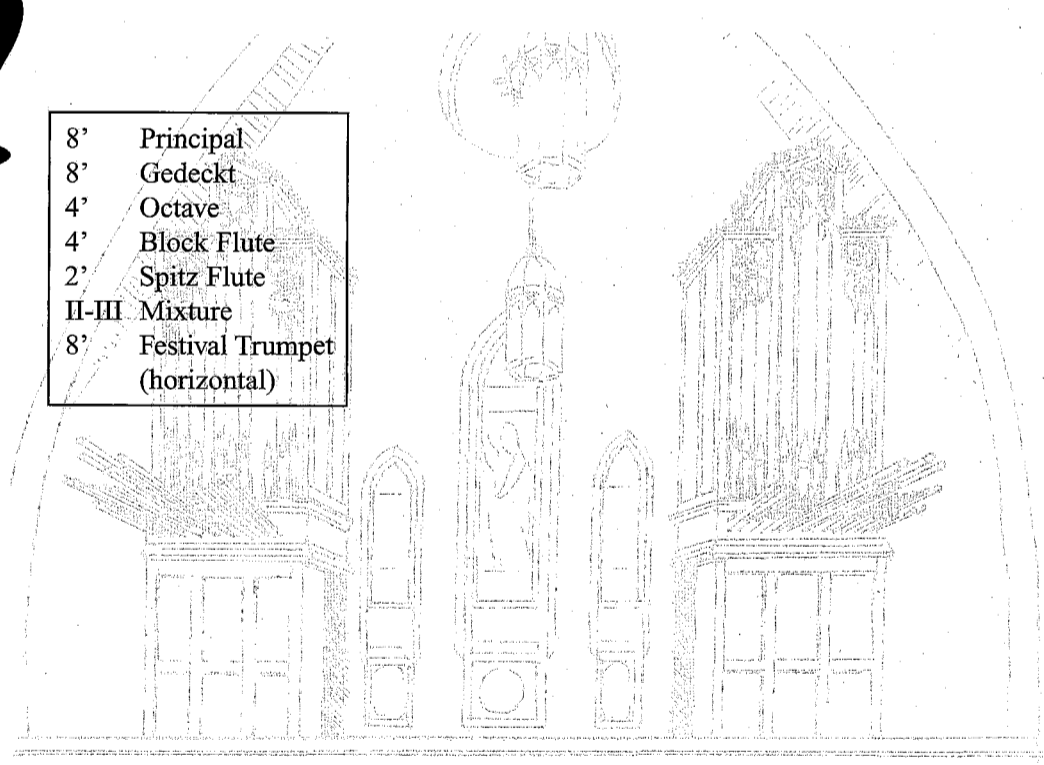 8’ Principal
8’ Gedeckt
4’ Octave
4’ Block Flute
2’ Spitz Flute
II-III Mixture
8’ Festival Trumpet
(horizontal)